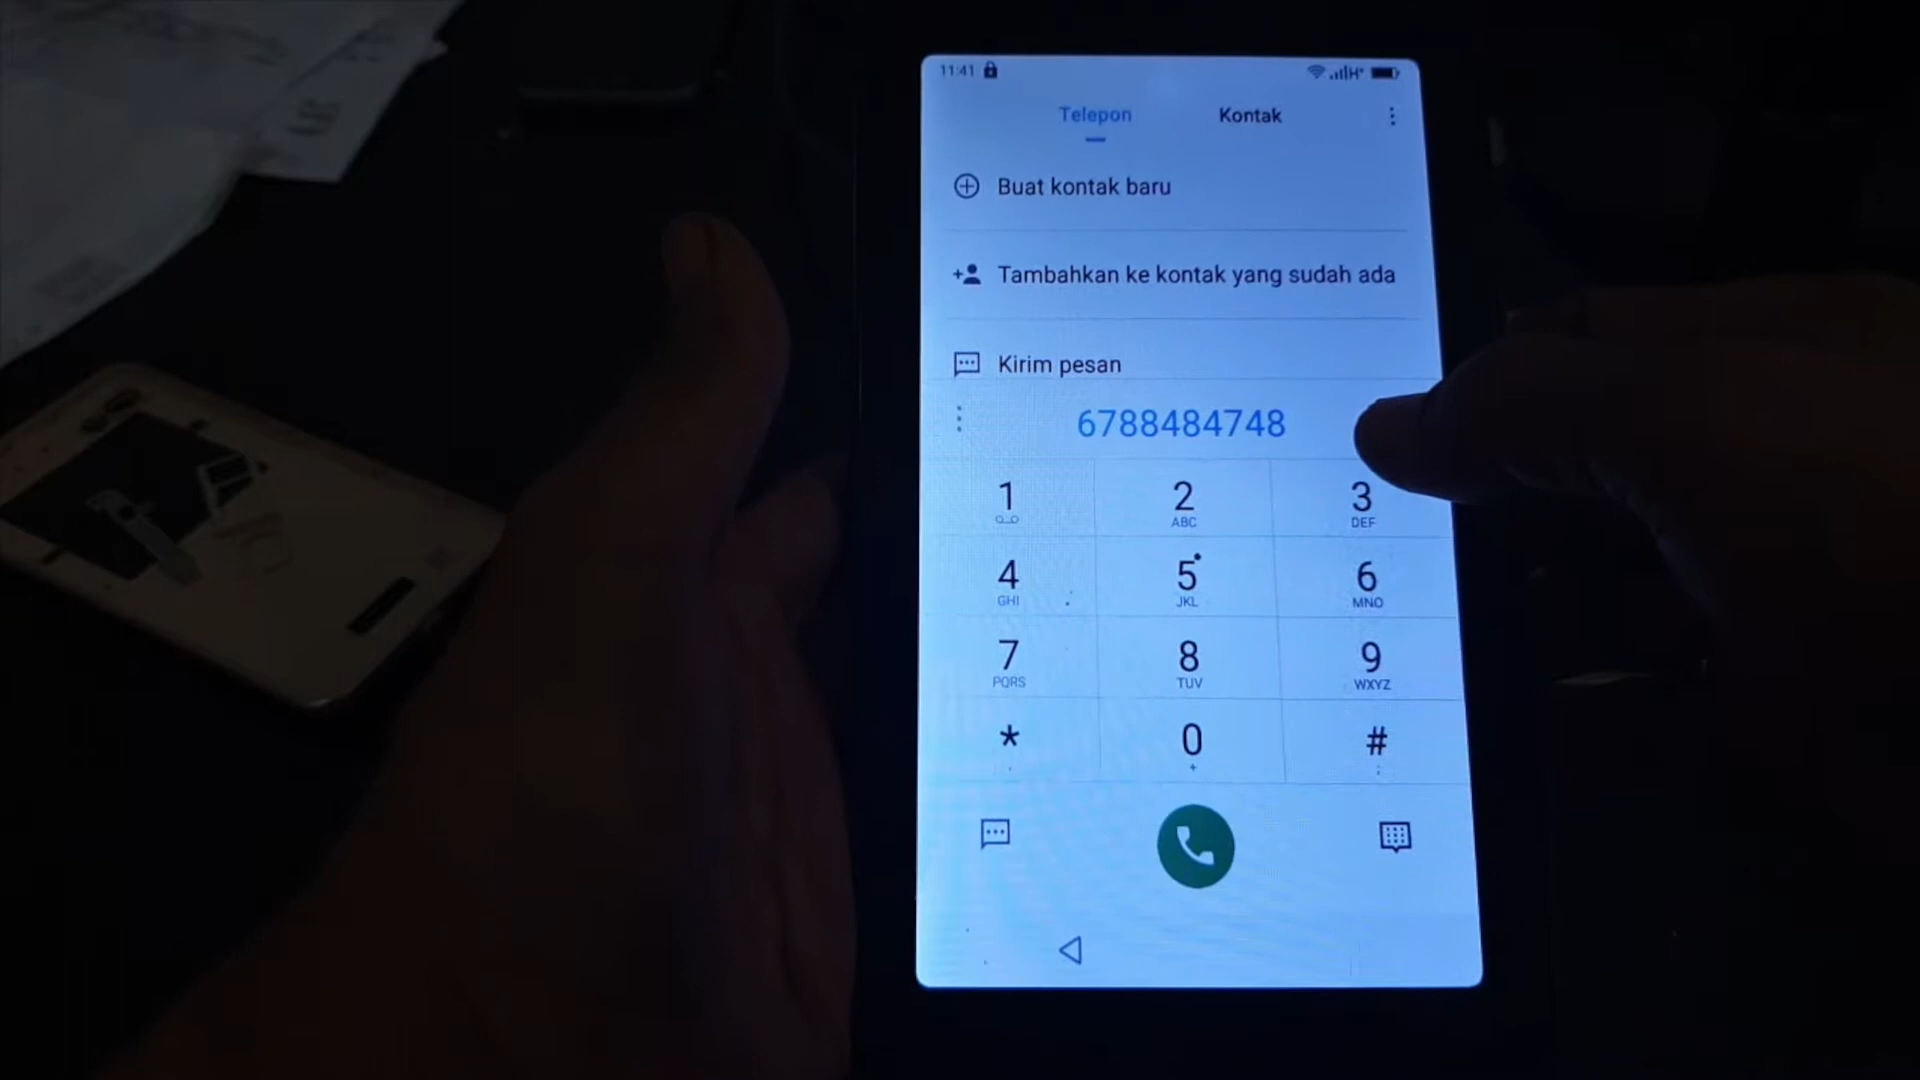 11:41 H+
Telepon Kontak
Buat kontak baru
Tambahkan ke kontak yang sudah ada
Kirim pesan
6788484748
1 2 3
ABC DEF
4 5 6
GHI JKL MNO
7 8 9
PQRS TUV WXYZ
* 0 #
, + ;